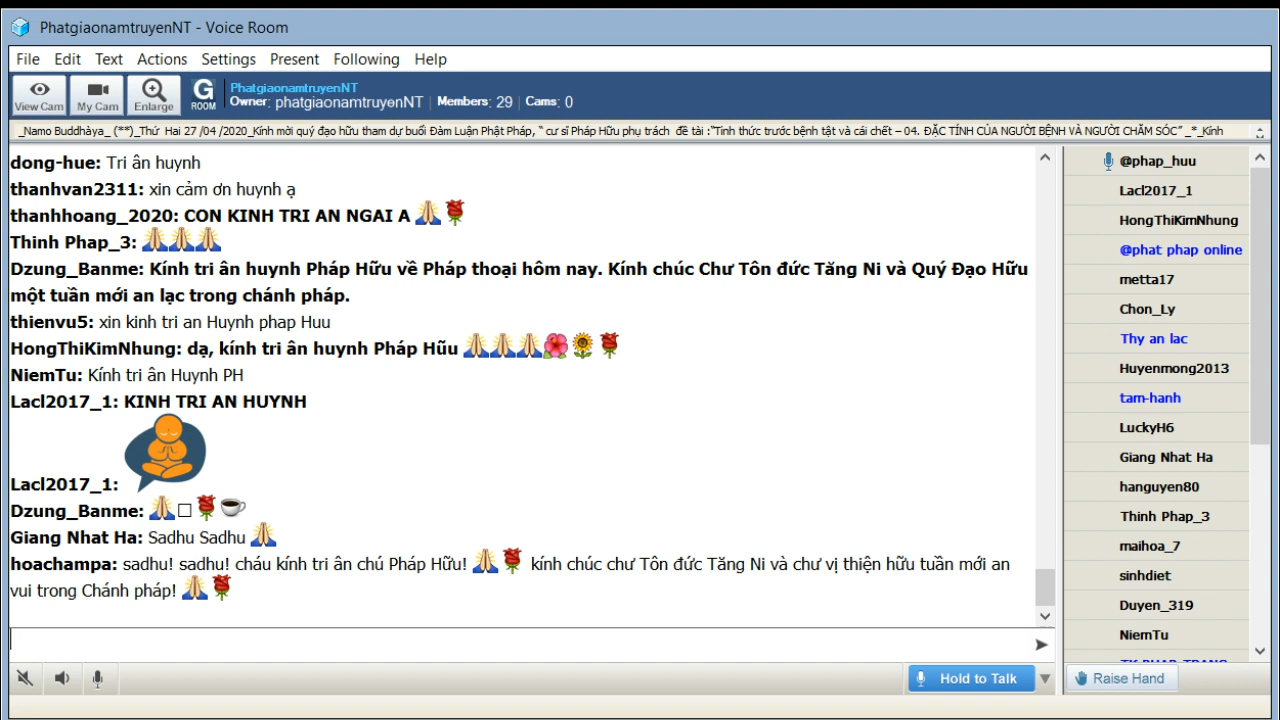 PhatgiaonamtruyenNT - Voice Room
File Edit Text Actions Settings Present Following Help
View Cam My Cam Enlarge G ROOM
PhatgiaonamtruyenNT
Owner: phatgiaonamtruyenNT | Members: 29 | Cams: 0
_Namo Buddhàya_ (**)_Thứ Hai 27 /04 /2020_Kính mời quý đạo hữu tham dự buổi Đàm Luận Phật Pháp, “ cư sĩ Pháp Hữu phụ trách đề tài :“Tỉnh thức trước bệnh tật và cái chết – 04. ĐẶC TÍNH CỦA NGƯỜI BỆNH VÀ NGƯỜI CHĂM SÓC” _*_Kính
dong-hue: Tri ân huynh
thanhvan2311: xin cảm ơn huynh ạ
thanhhoang_2020: CON KINH TRI AN NGAI A 🙏🌹
Thinh Phap_3: 🙏🙏🙏
Dzung_Banme: Kính tri ân huynh Pháp Hữu về Pháp thoại hôm nay. Kính chúc Chư Tôn đức Tăng Ni và Quý Đạo Hữu
một tuần mới an lạc trong chánh pháp.
thienvu5: xin kinh tri an Huynh phap Huu
HongThiKimNhung: dạ, kính tri ân huynh Pháp Hũu 🙏🙏🙏🌺🌻🌹
NiemTu: Kính tri ân Huynh PH
Lacl2017_1: KINH TRI AN HUYNH
Lacl2017_1:
Dzung_Banme: 🙏□🌹☕
Giang Nhat Ha: Sadhu Sadhu 🙏
hoachampa: sadhu! sadhu! cháu kính tri ân chú Pháp Hữu! 🙏🌹 kính chúc chư Tôn đức Tăng Ni và chư vị thiện hữu tuần mới an
vui trong Chánh pháp! 🙏🌹
@phap_huu
Lacl2017_1
HongThiKimNhung
@phat phap online
metta17
Chon_Ly
Thy an lac
Huyenmong2013
tam-hanh
LuckyH6
Giang Nhat Ha
hanguyen80
Thinh Phap_3
maihoa_7
sinhdiet
Duyen_319
NiemTu
Hold to Talk
Raise Hand